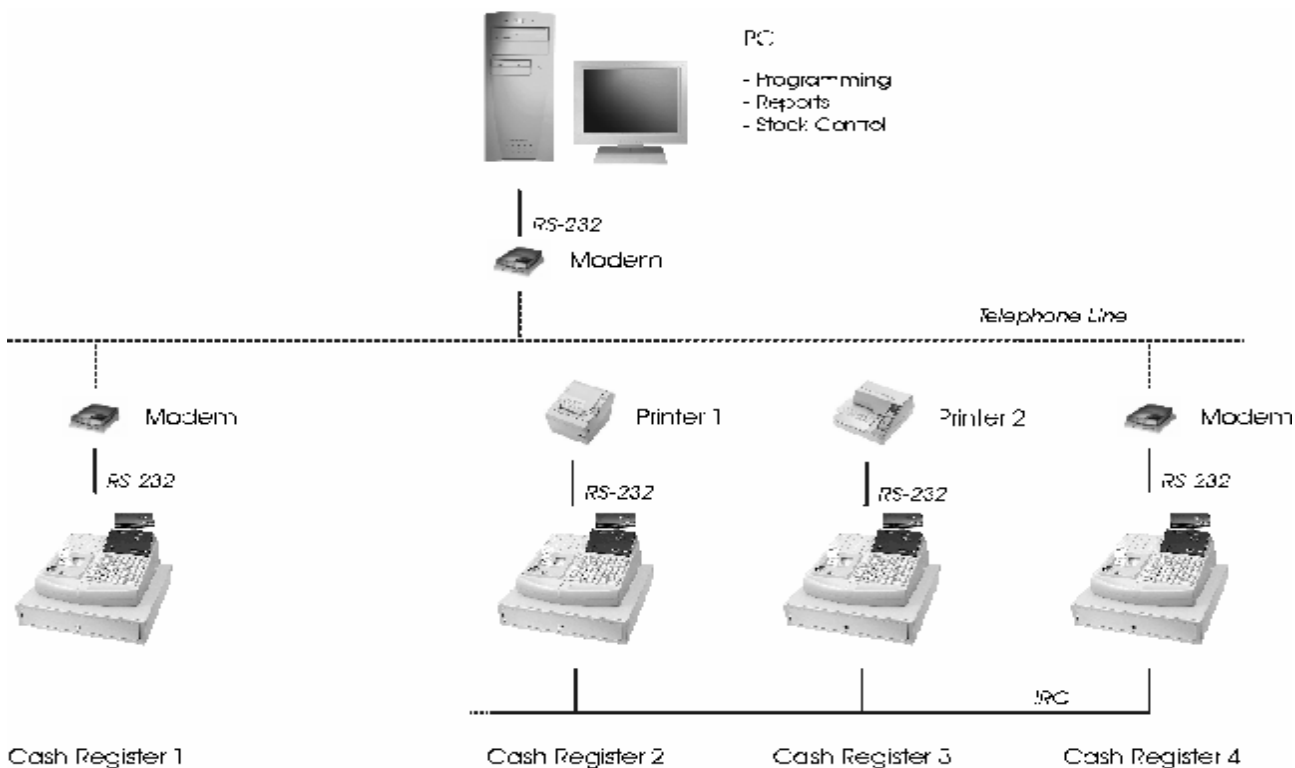 PC
- Programming
- Reports
- Stock Control
RS-232
Modem
Telephone Line
Modem
Printer 1
Printer 2
Modem
RS-232
RS-232
RS-232
RS-232
IRC
Cash Register 1
Cash Register 2
Cash Register 3
Cash Register 4